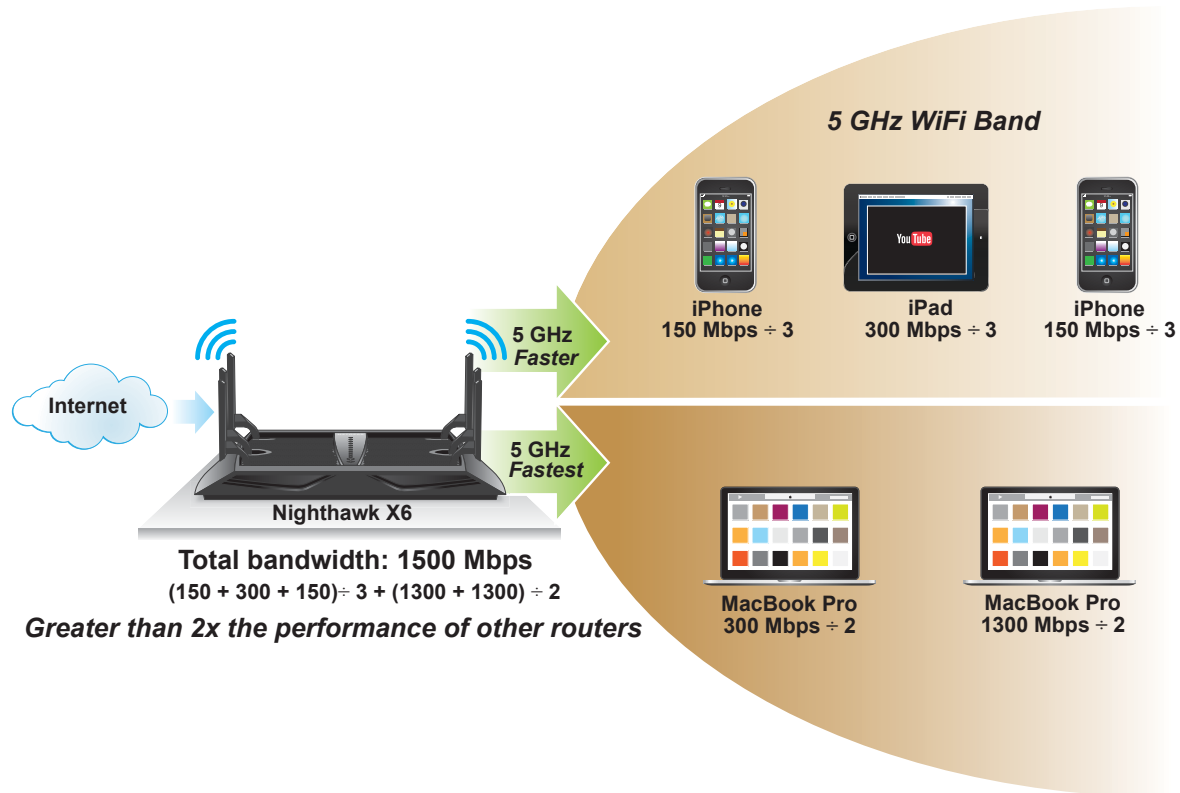 5 GHz WiFi Band
You Tube
iPhone
150 Mbps ÷ 3
iPad
300 Mbps ÷ 3
iPhone
150 Mbps ÷ 3
5 GHz
Faster
Internet
5 GHz
Fastest
Nighthawk X6
Total bandwidth: 1500 Mbps
(150 + 300 + 150)÷ 3 + (1300 + 1300) ÷ 2
Greater than 2x the performance of other routers
MacBook Pro
300 Mbps ÷ 2
MacBook Pro
1300 Mbps ÷ 2